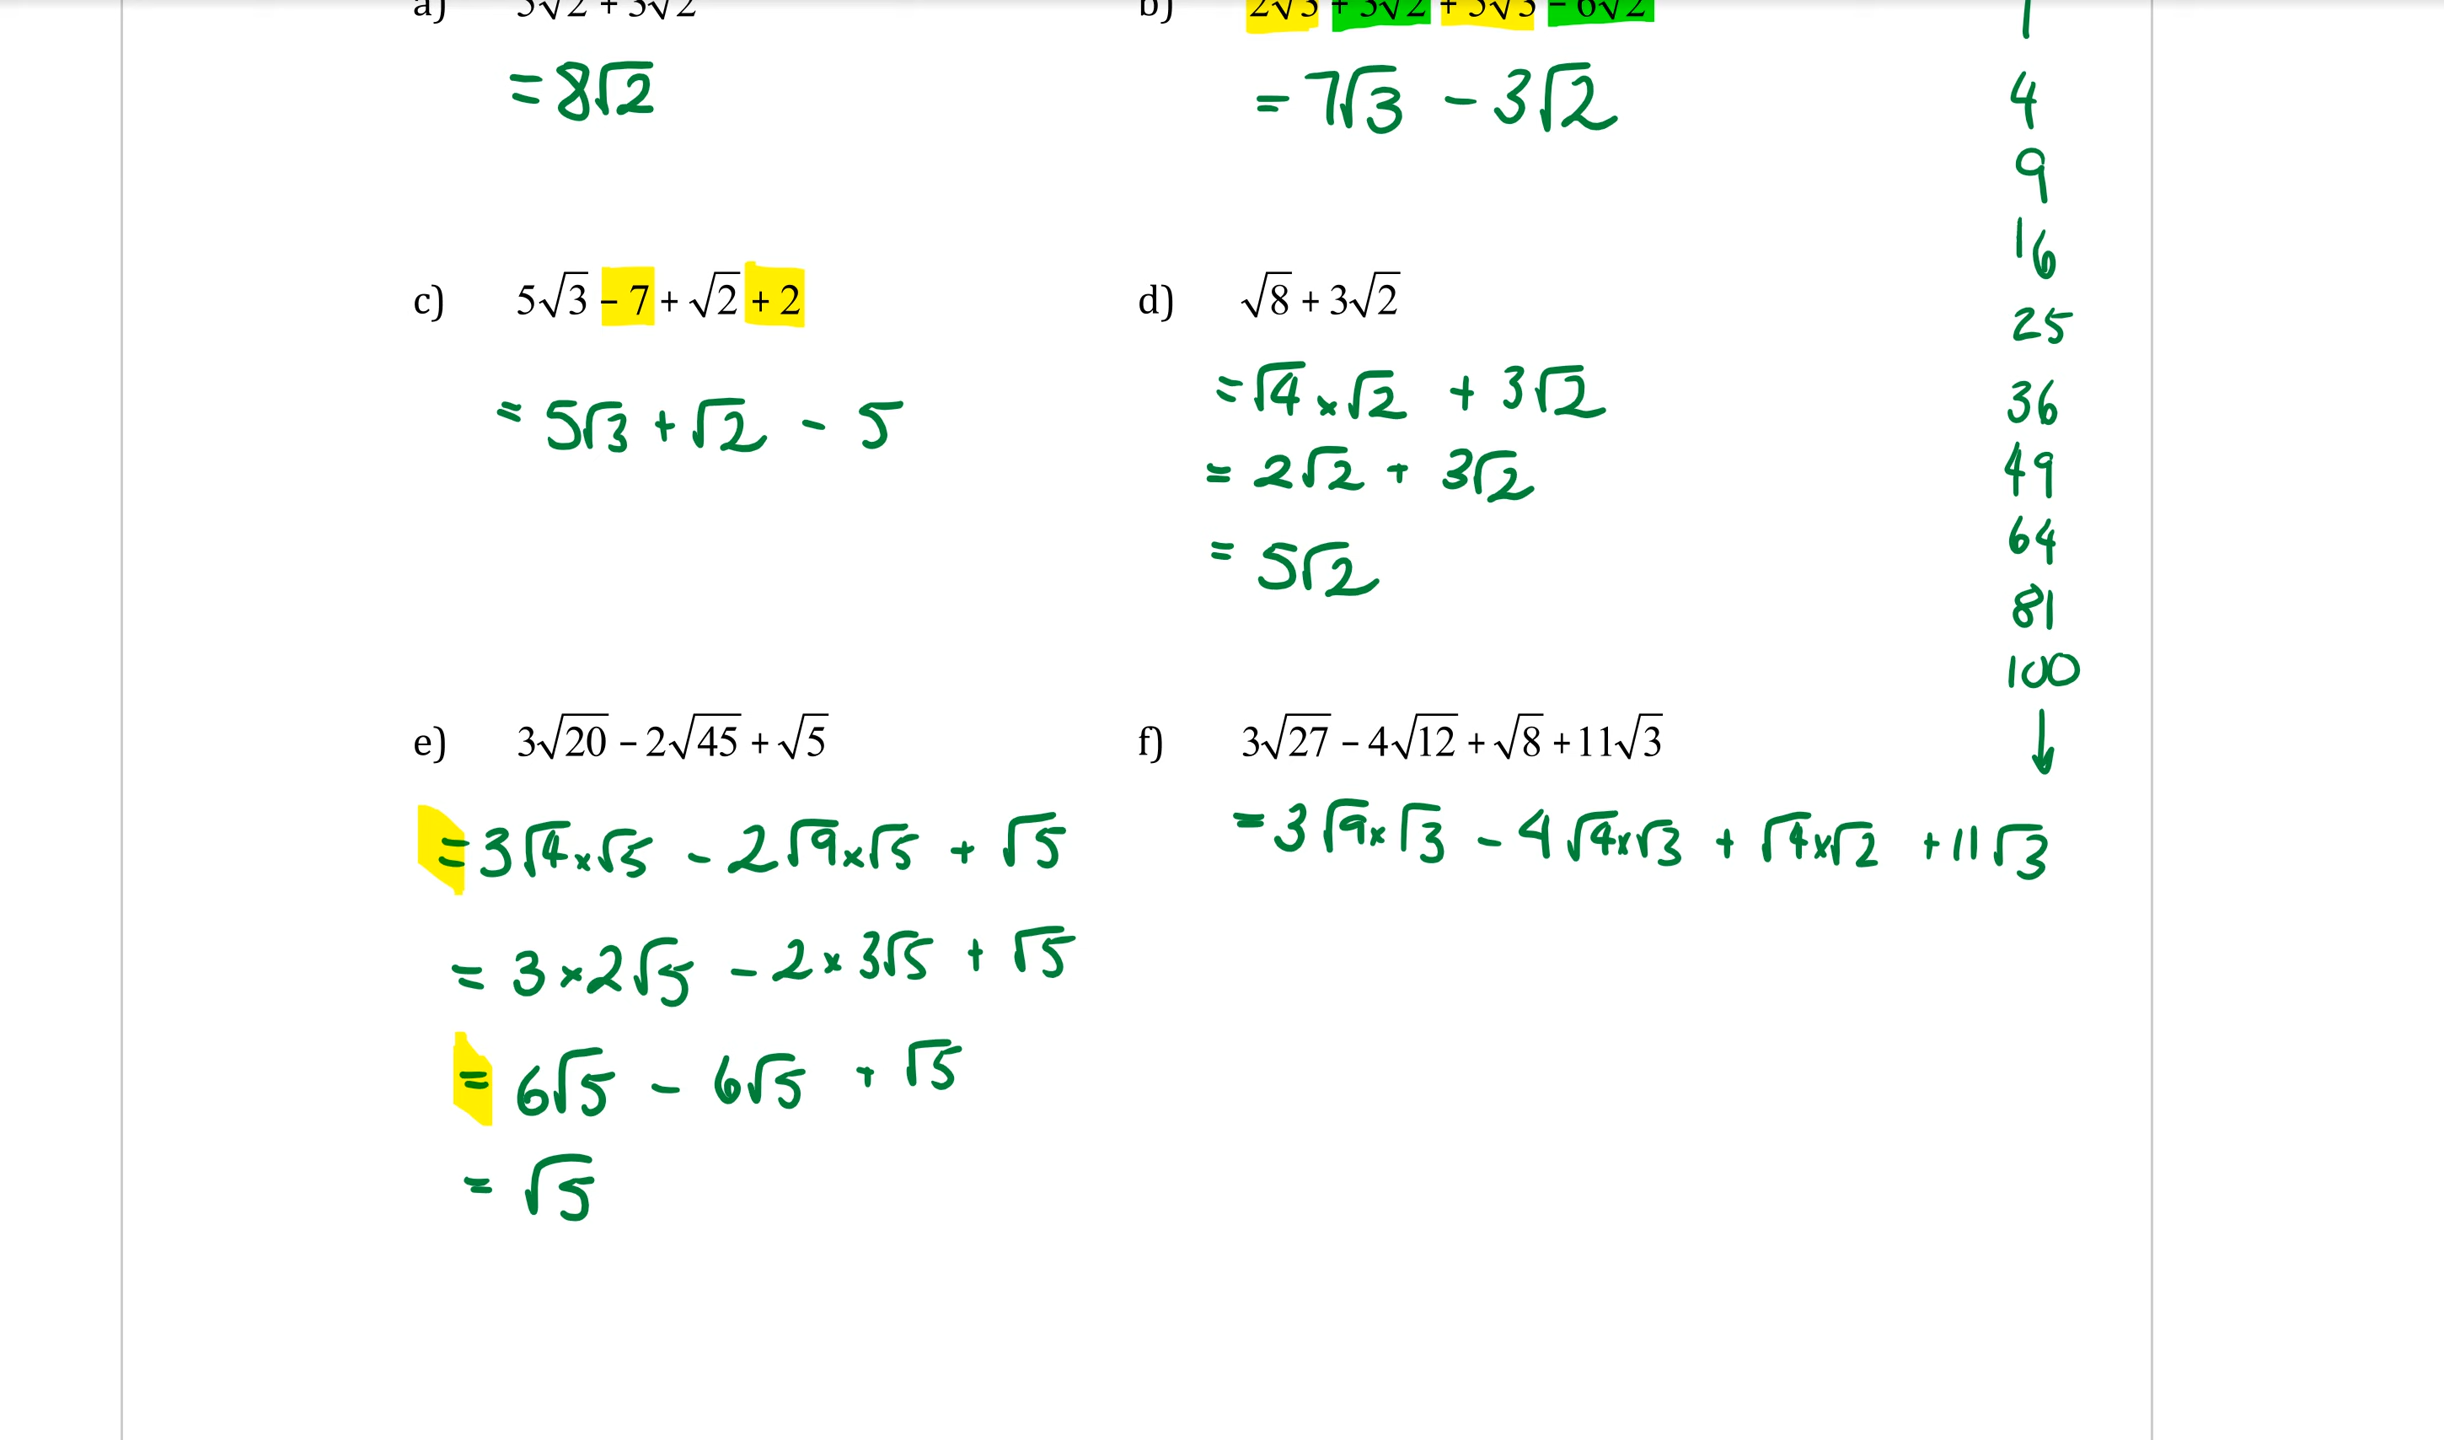 a) 5√2 + 3√2
= 8√2
b) 2√3 + 3√2 + 5√3 − 6√2
= 7√3 − 3√2
c) 5√3 − 7 + √2 + 2
= 5√3 + √2 − 5
d) √8 + 3√2
= √4 × √2 + 3√2
= 2√2 + 3√2
= 5√2
e) 3√20 − 2√45 + √5
= 3√4 × √5 − 2√9 × √5 + √5
= 3 × 2√5 − 2 × 3√5 + √5
= 6√5 − 6√5 + √5
= √5
f) 3√27 − 4√12 + √8 + 11√3
= 3√9 × √3 − 4√4 × √3 + √4 × √2 + 11√3
1
4
9
16
25
36
49
64
81
100
↓